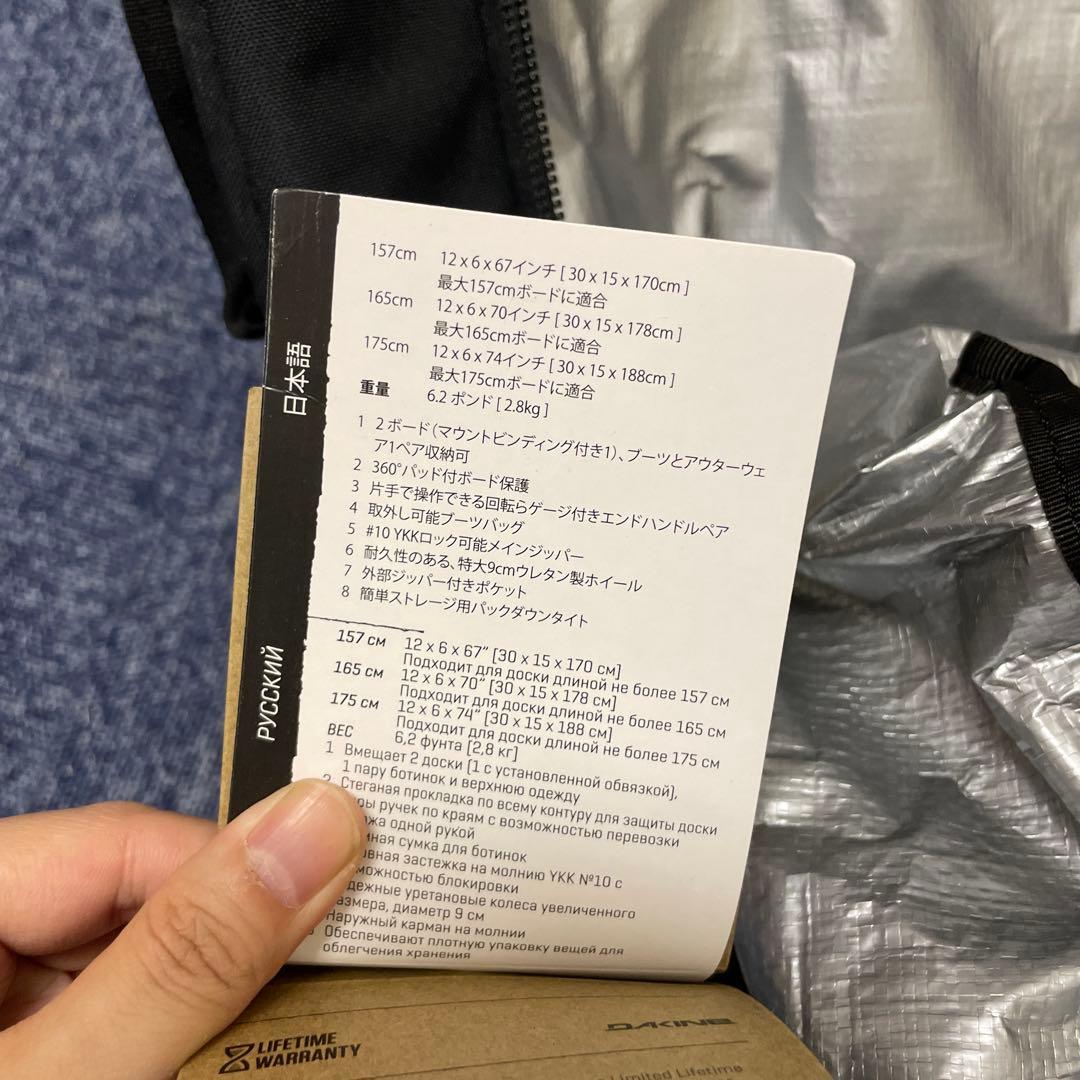 日本語
157cm 12 x 6 x 67インチ [ 30 x 15 x 170cm ]
最大157cmボードに適合
165cm 12 x 6 x 70インチ [ 30 x 15 x 178cm ]
最大165cmボードに適合
175cm 12 x 6 x 74インチ [ 30 x 15 x 188cm ]
最大175cmボードに適合
重量 6.2 ポンド [ 2.8kg ]
1 2 ボード(マウントビンディング付き1)、ブーツとアウターウェ
ア1ペア収納可
2 360°パッド付ボード保護
3 片手で操作できる回転らゲージ付きエンドハンドルペア
4 取外し可能ブーツバッグ
5 #10 YKKロック可能メインジッパー
6 耐久性のある、特大9cmウレタン製ホイール
7 外部ジッパー付きポケット
8 簡単ストレージ用パックダウンタイト
РУССКИЙ
157 см 12 x 6 x 67” [30 x 15 x 170 см]
Подходит для доски длиной не более 157 см
165 см 12 x 6 x 70” [30 x 15 x 178 см]
Подходит для доски длиной не более 165 см
175 см 12 x 6 x 74” [30 x 15 x 188 см]
Подходит для доски длиной не более 175 см
ВЕС 6,2 фунта [2,8 кг]
1 Вмещает 2 доски [1 с установленной обвязкой],
1 пару ботинок и верхнюю одежду
2 Стеганая прокладка по всему контуру для защиты доски
ручек по краям с возможностью перевозки
одной рукой
сумка для ботинок
застежка на молнию YKK №10 с
блокировки
уретановые колеса увеличенного
диаметр 9 см
Наружный карман на молнии
Обеспечивают плотную упаковку вещей для
облегчения хранения
LIFETIME
WARRANTY
DAKINE
Limited Lifetime